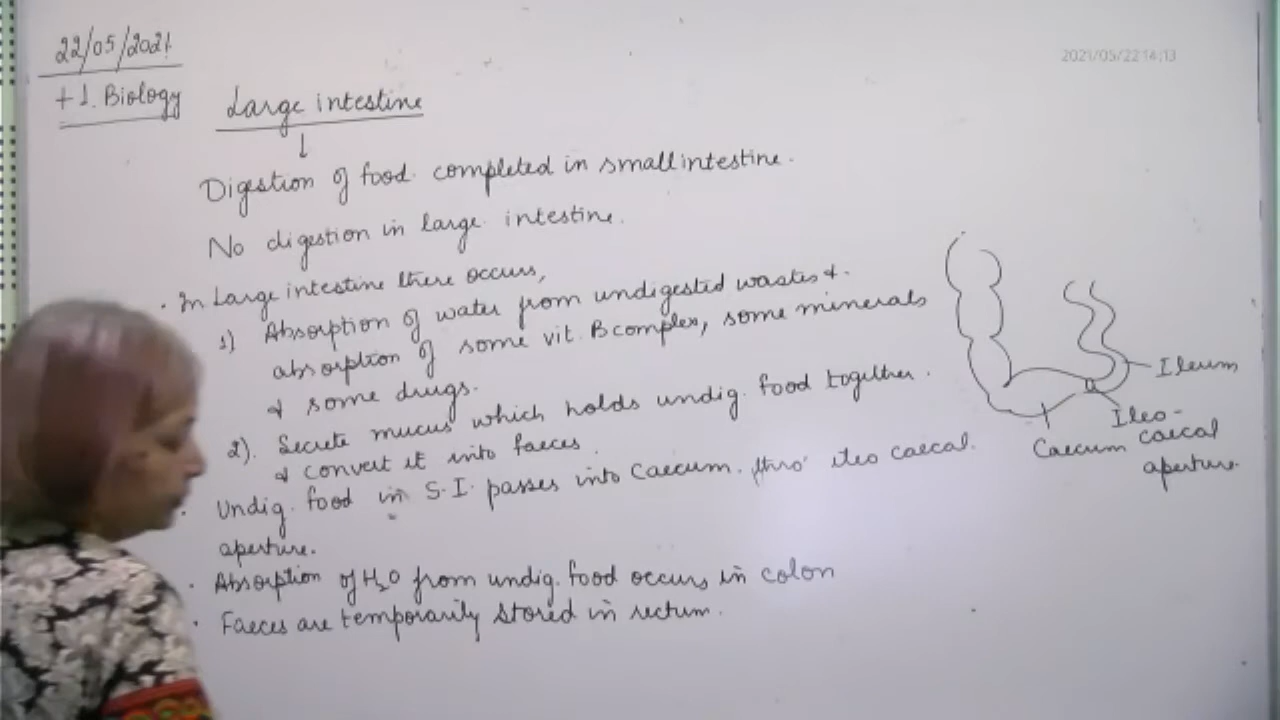 22/05/2021
2021/05/22 14:13
+1. Biology
Large intestine
Digestion of food completed in small intestine.
No digestion in large intestine.
. In Large intestine there occurs,
1) Absorption of water from undigested wastes &
absorption of some vit. B complex, some minerals
& some drugs.
2). Secrete mucus which holds undig. food together.
& convert it into faeces.
. Undig. food in S.I. passes into Caecum. thro' ileo caecal.
aperture.
. Absorption of H₂O from undig. food occurs in colon
. Faeces are temporarily stored in rectum.
Ileum
Ileo-
caecal
aperture.
Caecum